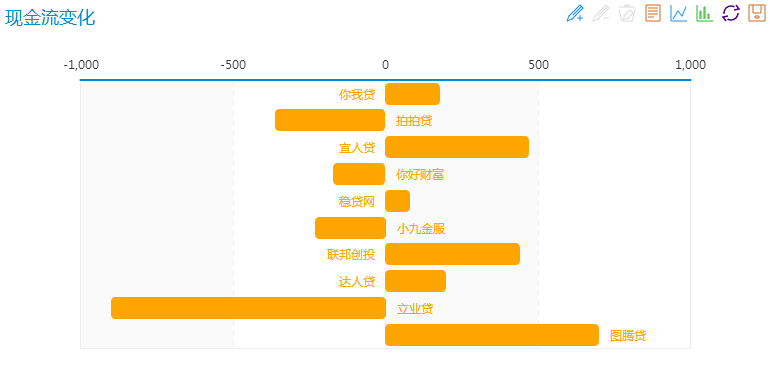 现金流变化
-1,000 -500 0 500 1,000
你我贷
拍拍贷
宜人贷
你好财富
稳贷网
小九金服
联邦创投
达人贷
立业贷
图腾贷